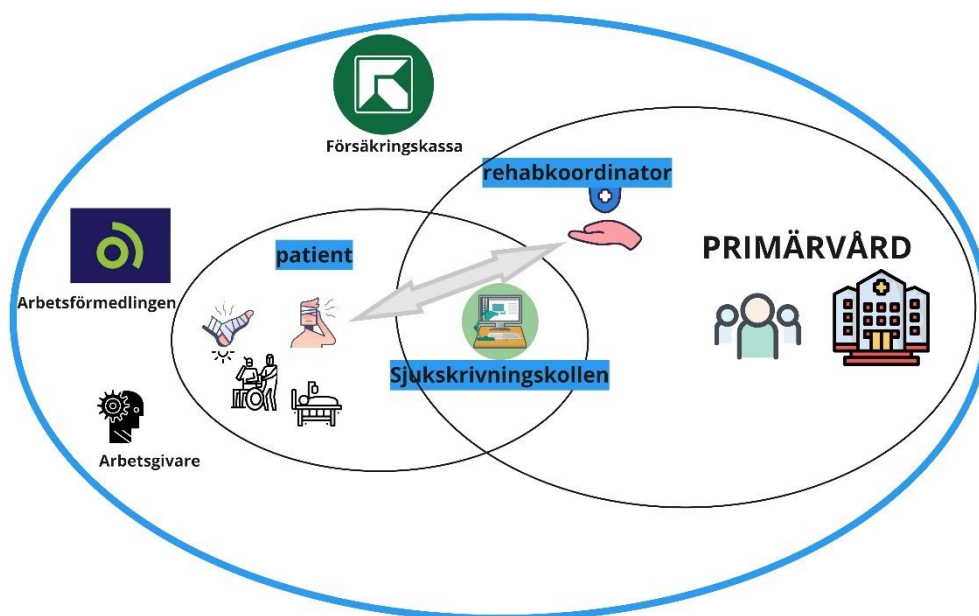 Försäkringskassa
rehabkoordinator
patient
PRIMÄRVÅRD
Arbetsförmedlingen
Sjukskrivningskollen
Arbetsgivare